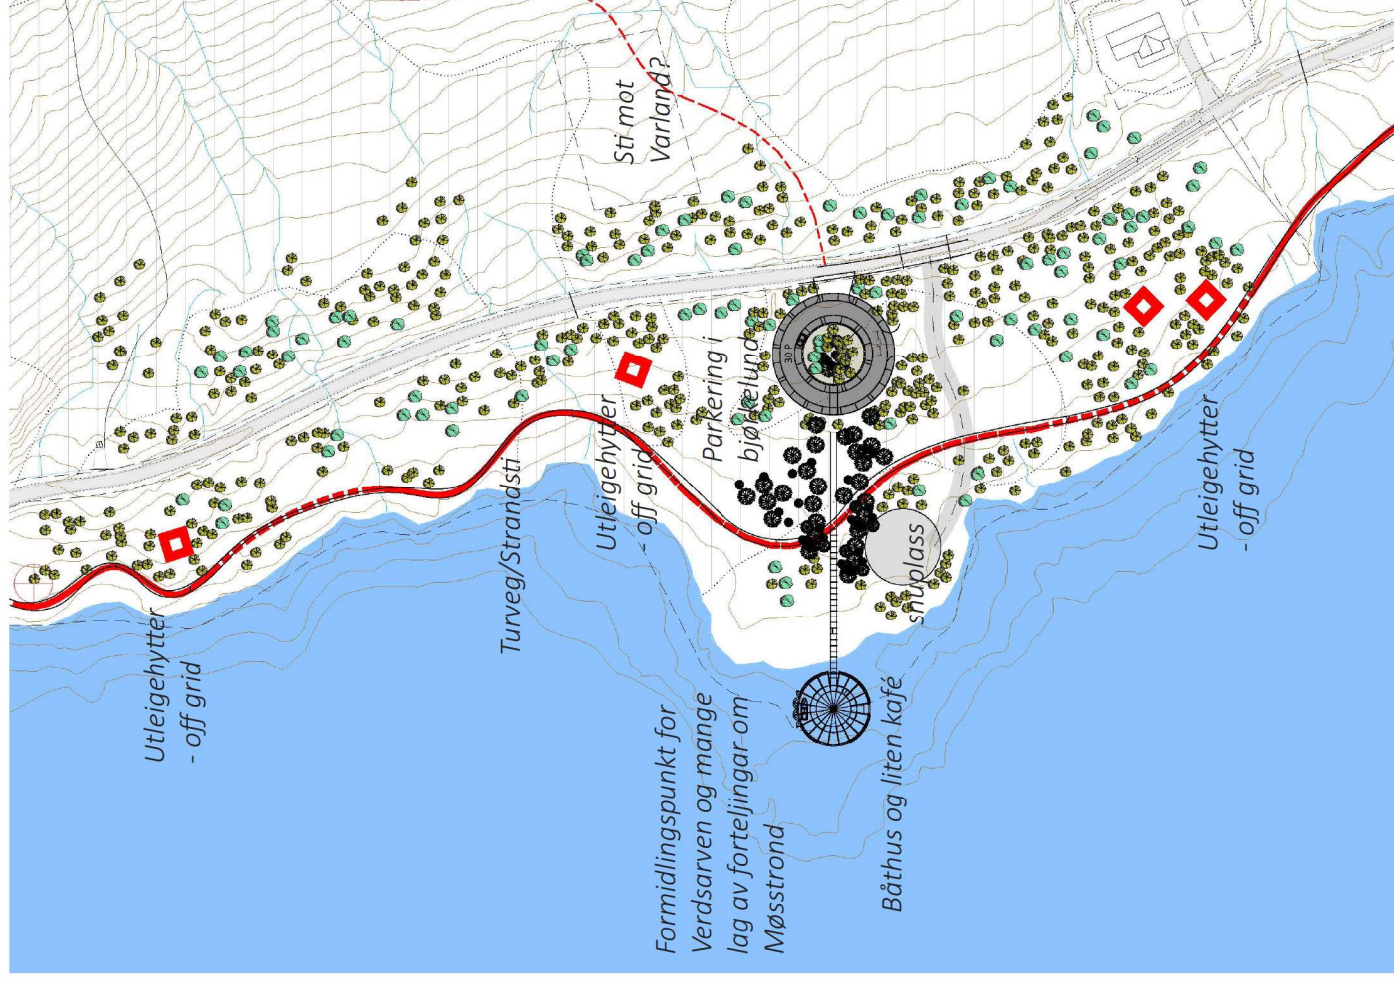 Sti mot
Varland?
Parkering i
bjørkelund
30 P
Utleigehytter
- off grid
Utleigehytter
- off grid
Turveg/Strandsti
Utleigehytter
- off grid
snuplass
Formidlingspunkt for
Verdsarven og mange
lag av forteljingar om
Møsstrond
Båthus og liten kafé